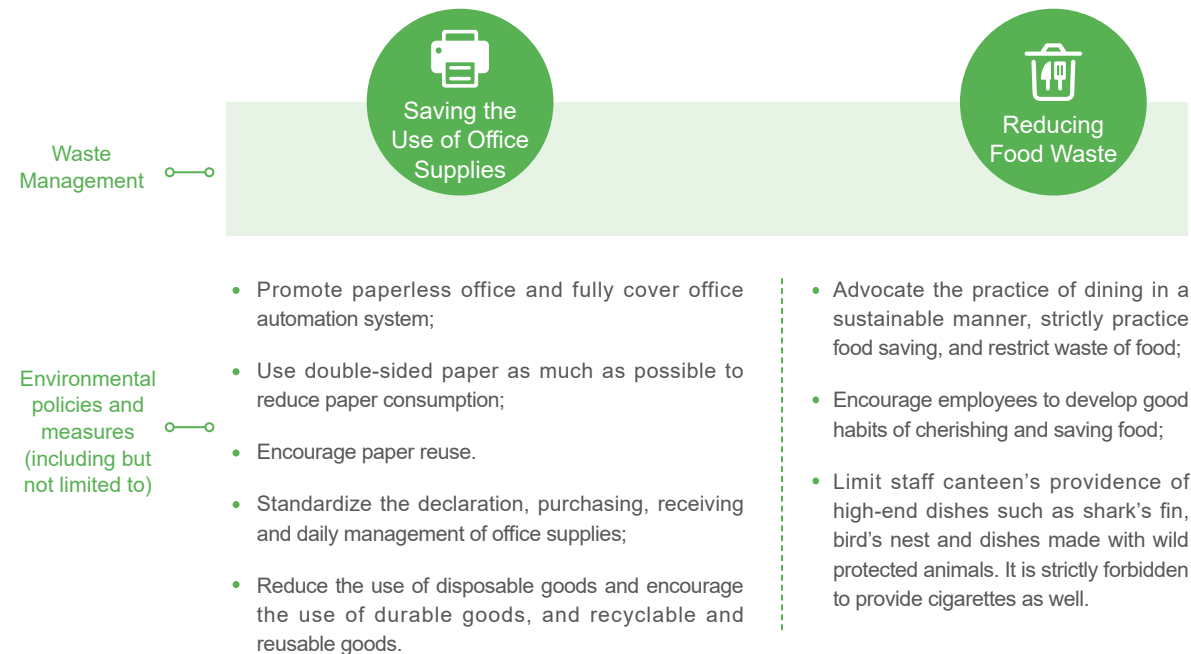 Waste
Management
Saving the
Use of Office
Supplies
Reducing
Food Waste
Environmental
policies and
measures
(including but
not limited to)
• Promote paperless office and fully cover office
automation system;
• Use double-sided paper as much as possible to
reduce paper consumption;
• Encourage paper reuse.
• Standardize the declaration, purchasing, receiving
and daily management of office supplies;
• Reduce the use of disposable goods and encourage
the use of durable goods, and recyclable and
reusable goods.
• Advocate the practice of dining in a
sustainable manner, strictly practice
food saving, and restrict waste of food;
• Encourage employees to develop good
habits of cherishing and saving food;
• Limit staff canteen’s providence of
high-end dishes such as shark’s fin,
bird’s nest and dishes made with wild
protected animals. It is strictly forbidden
to provide cigarettes as well.